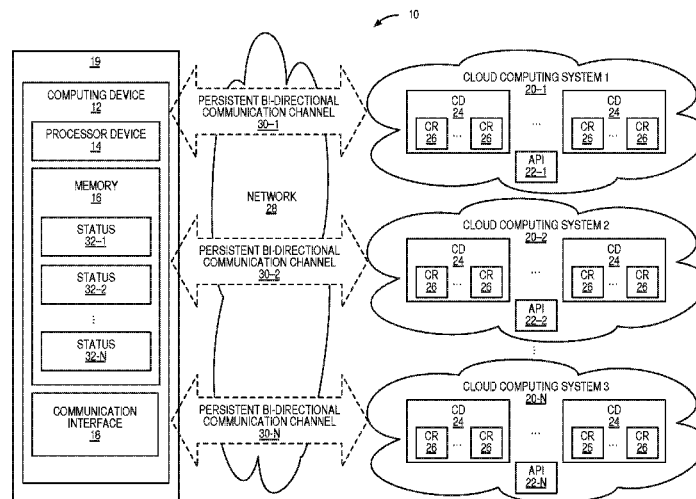 10
19
COMPUTING DEVICE
12
PROCESSOR DEVICE
14
MEMORY
16
STATUS
32-1
STATUS
32-2
⋮
STATUS
32-N
COMMUNICATION
INTERFACE
18
PERSISTENT BI-DIRECTIONAL
COMMUNICATION CHANNEL
30-1
NETWORK
28
PERSISTENT BI-DIRECTIONAL
COMMUNICATION CHANNEL
30-2
PERSISTENT BI-DIRECTIONAL
COMMUNICATION CHANNEL
30-N
CLOUD COMPUTING SYSTEM 1
20-1
CD
24
CR ... CR
26 26
...
CD
24
CR ... CR
26 26
API
22-1
CLOUD COMPUTING SYSTEM 2
20-2
CD
24
CR ... CR
26 26
...
CD
24
CR ... CR
26 26
API
22-2
⋮
CLOUD COMPUTING SYSTEM 3
20-N
CD
24
CR ... CR
26 26
...
CD
24
CR ... CR
26 26
API
22-N